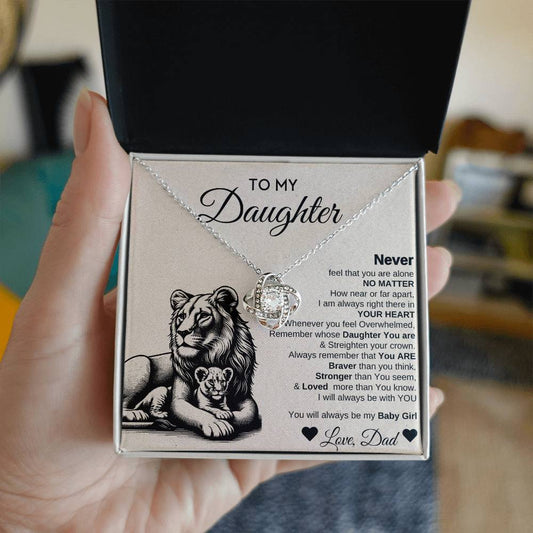 TO MY
Daughter
Never
feel that you are alone
NO MATTER
How near or far apart,
I am always right there in
YOUR HEART
Whenever you feel Overwhelmed,
Remember whose Daughter You are
& Streighten your crown.
Always remember that You ARE
Braver than you think,
Stronger than You seem,
& Loved more than You know.
I will always be with YOU
You will always be my Baby Girl
Love, Dad